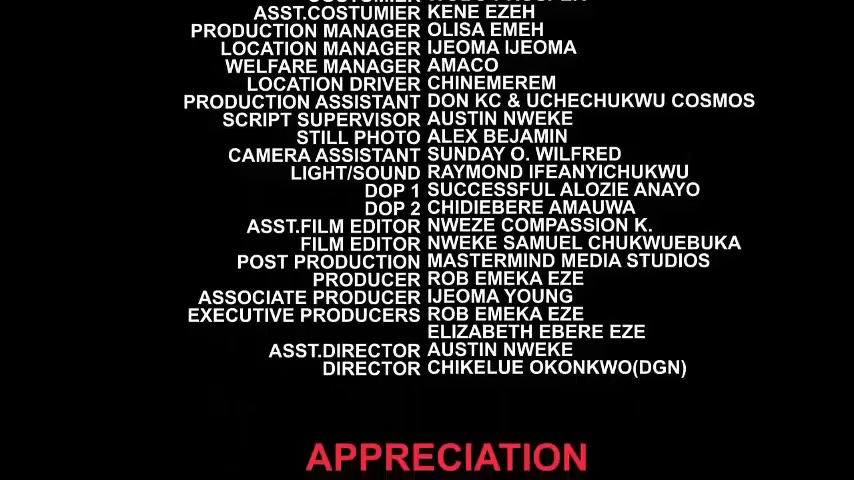 ASST.COSTUMIER KENE EZEH
PRODUCTION MANAGER OLISA EMEH
LOCATION MANAGER IJEOMA IJEOMA
WELFARE MANAGER AMACO
LOCATION DRIVER CHINEMEREM
PRODUCTION ASSISTANT DON KC & UCHECHUKWU COSMOS
SCRIPT SUPERVISOR AUSTIN NWEKE
STILL PHOTO ALEX BEJAMIN
CAMERA ASSISTANT SUNDAY O. WILFRED
LIGHT/SOUND RAYMOND IFEANYICHUKWU
DOP 1 SUCCESSFUL ALOZIE ANAYO
DOP 2 CHIDIEBERE AMAUWA
ASST.FILM EDITOR NWEZE COMPASSION K.
FILM EDITOR NWEKE SAMUEL CHUKWUEBUKA
POST PRODUCTION MASTERMIND MEDIA STUDIOS
PRODUCER ROB EMEKA EZE
ASSOCIATE PRODUCER IJEOMA YOUNG
EXECUTIVE PRODUCERS ROB EMEKA EZE
ELIZABETH EBERE EZE
ASST.DIRECTOR AUSTIN NWEKE
DIRECTOR CHIKELUE OKONKWO(DGN)
APPRECIATION